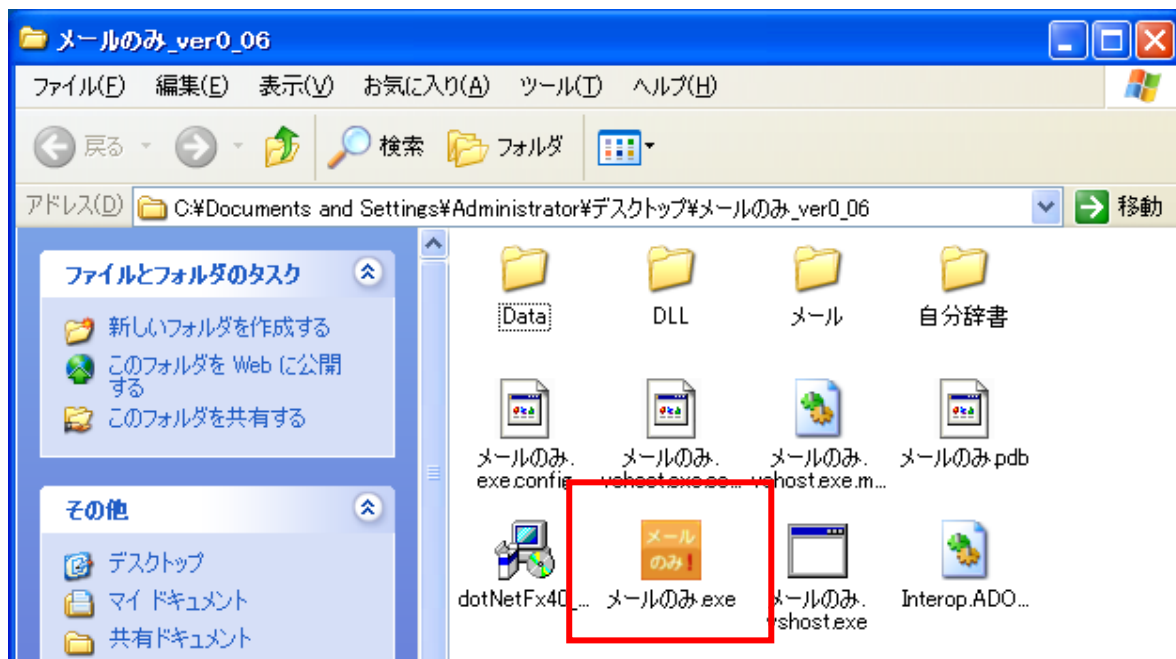 メールのみ_ver0_06
ファイル(F) 編集(E) 表示(V) お気に入り(A) ツール(T) ヘルプ(H)
戻る 検索 フォルダ
アドレス(D) C:¥Documents and Settings¥Administrator¥デスクトップ¥メールのみ_ver0_06 移動
ファイルとフォルダのタスク
新しいフォルダを作成する
このフォルダを Web に公開
する
このフォルダを共有する
その他
デスクトップ
マイ ドキュメント
共有ドキュメント
Data DLL メール 自分辞書
メールのみ. メールのみ. メールのみ. メールのみ.pdb
exe.config vshost.exe.co... vshost.exe.m...
メール
のみ!
dotNetFx40_... メールのみ.exe メールのみ. Interop.ADO...
vshost.exe